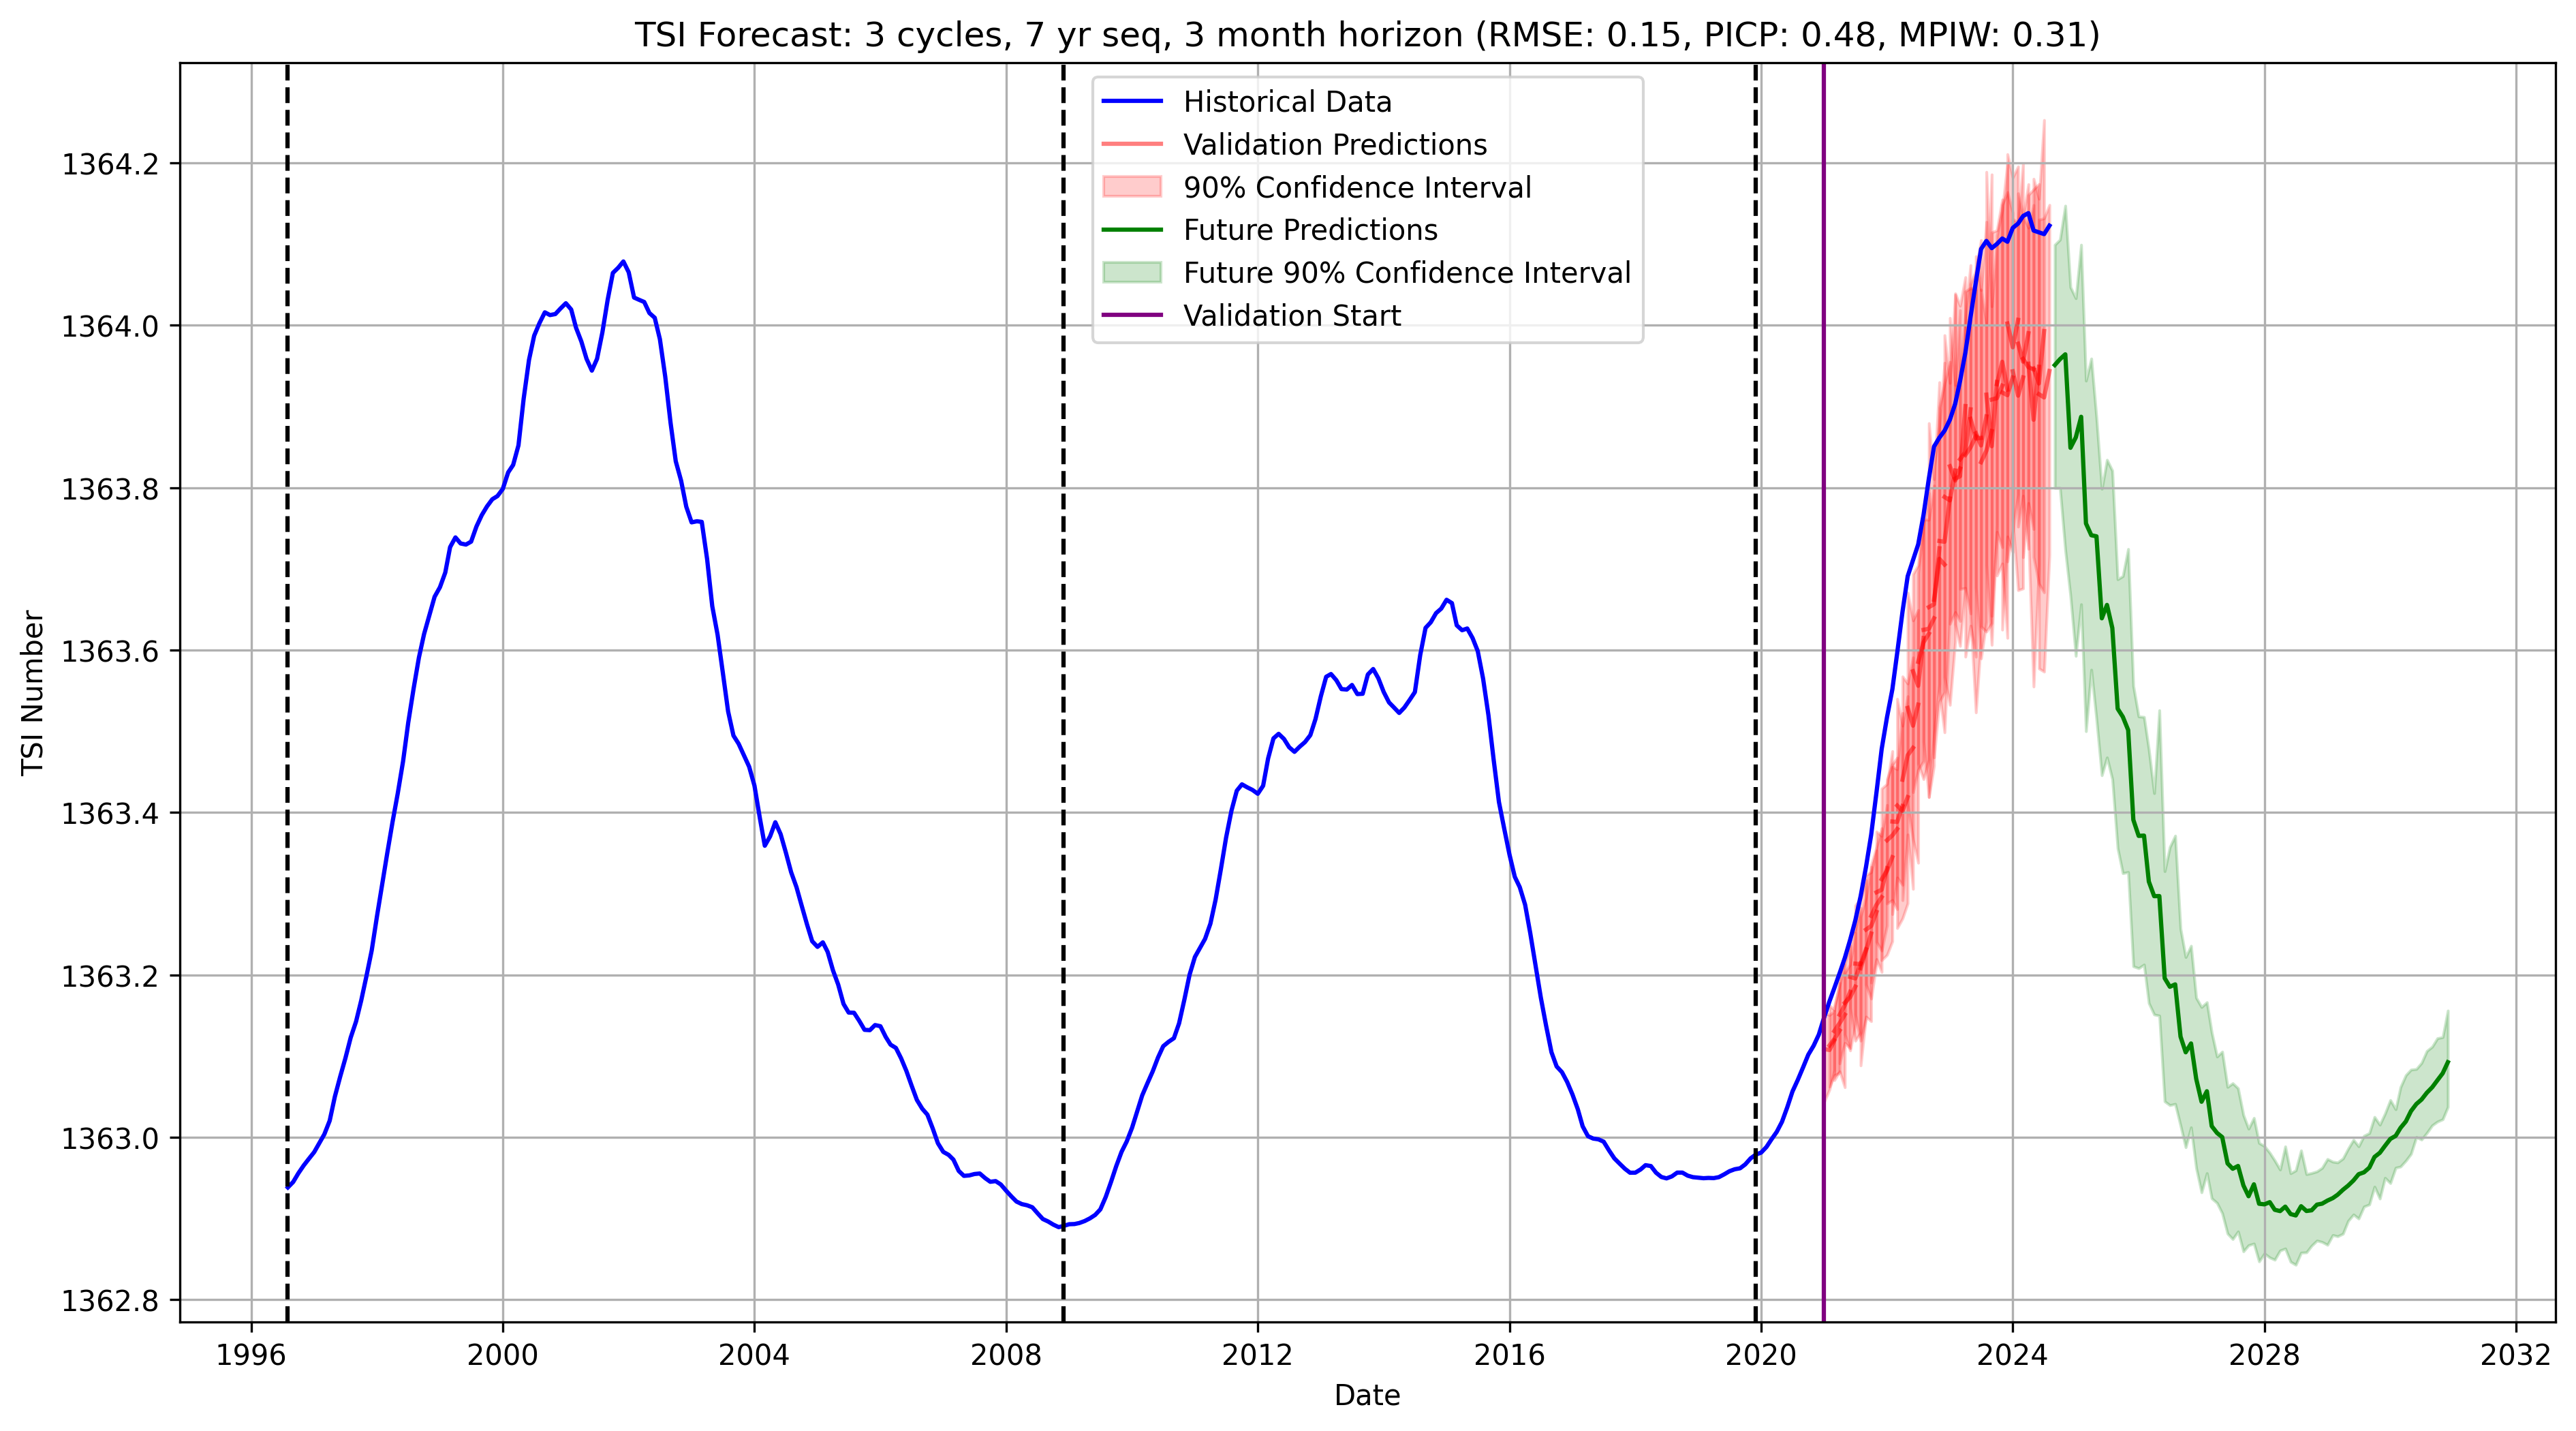 TSI Forecast: 3 cycles, 7 yr seq, 3 month horizon (RMSE: 0.15, PICP: 0.48, MPIW: 0.31)
Historical Data
Validation Predictions
90% Confidence Interval
Future Predictions
Future 90% Confidence Interval
Validation Start
TSI Number
1364.2
1364.0
1363.8
1363.6
1363.4
1363.2
1363.0
1362.8
1996 2000 2004 2008 2012 2016 2020 2024 2028 2032
Date